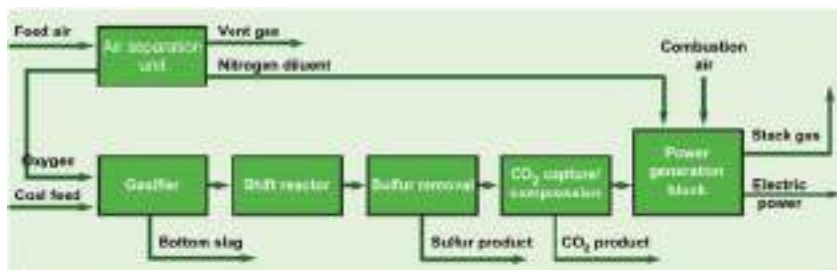 Feed air
Vent gas
Air separation
unit
Nitrogen diluent
Combustion
air
Oxygen
Coal feed
Gasifier
Shift reactor
Sulfur removal
CO₂ capture/
compression
Power
generation
block
Stack gas
Electric
power
Bottom slag
Sulfur product
CO₂ product